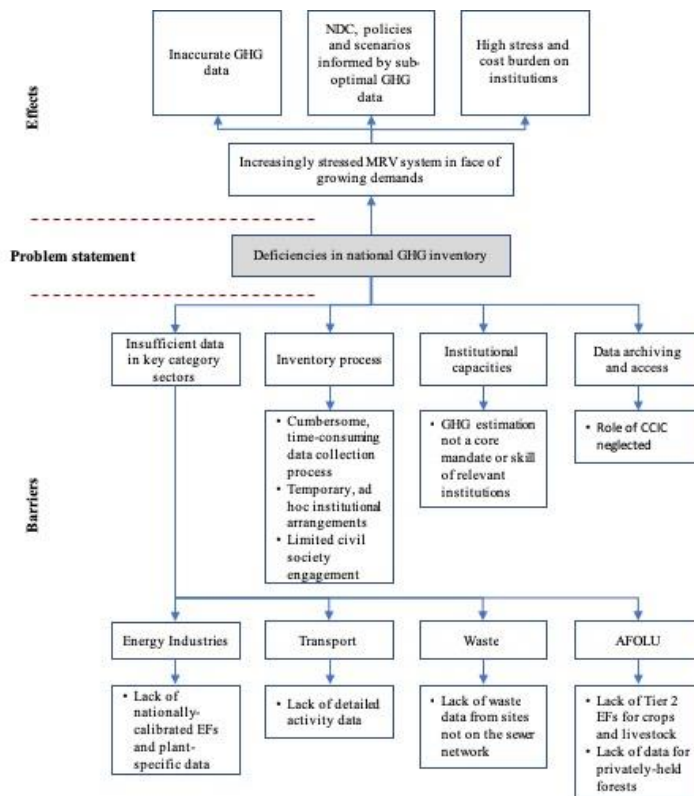 Effects
Inaccurate GHG
data
NDC, policies
and scenarios
informed by sub-
optimal GHG
data
High stress and
cost burden on
institutions
Increasingly stressed MRV system in face of
growing demands
Problem statement
Deficiencies in national GHG inventory
Barriers
Insufficient data
in key category
sectors
Inventory process
Institutional
capacities
Data archiving
and access
• Cumbersome,
time-consuming
data collection
process
• Temporary, ad
hoc institutional
arrangements
• Limited civil
society
engagement
• GHG estimation
not a core
mandate or skill
of relevant
institutions
• Role of CCIC
neglected
Energy Industries
Transport
Waste
AFOLU
• Lack of
nationally-
calibrated EFs
and plant-
specific data
• Lack of detailed
activity data
• Lack of waste
data from sites
not on the sewer
network
• Lack of Tier 2
EFs for crops
and livestock
• Lack of data for
privately-held
forests